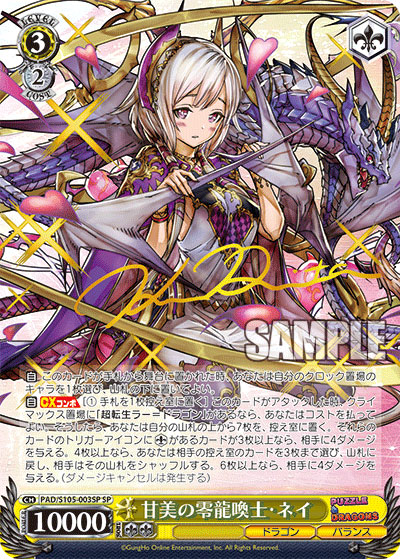 LEVEL
3
2
COST
SAMPLE
自 このカードが手札から舞台に置かれた時、あなたは自分のクロック置場の
キャラを1枚選び、山札の下に置いてよい。
自 CXコンボ [① 手札を1枚控え室に置く] このカードがアタックした時、クライ
マックス置場に「超転生ラードラゴン」があるなら、あなたはコストを払って
よい。そうしたら、あなたは自分の山札の上から7枚を、控え室に置く。それら
のカードのトリガーアイコンに があるカードが3枚以上なら、相手に4ダメージ
を与える。4枚以上なら、あなたは相手の控え室のカードを3枚まで選び、山札に
戻し、相手はその山札をシャッフルする。6枚以上なら、相手に4ダメージを与え
る。(ダメージキャンセルは発生する)
CH PAD/S105-003SP SP
POWER
10000
SOUL
甘美の零龍喚士・ネイ
PUZZLE & DRAGONS
ドラゴン
バランス
©GungHo Online Entertainment, Inc. All Rights Reserved.